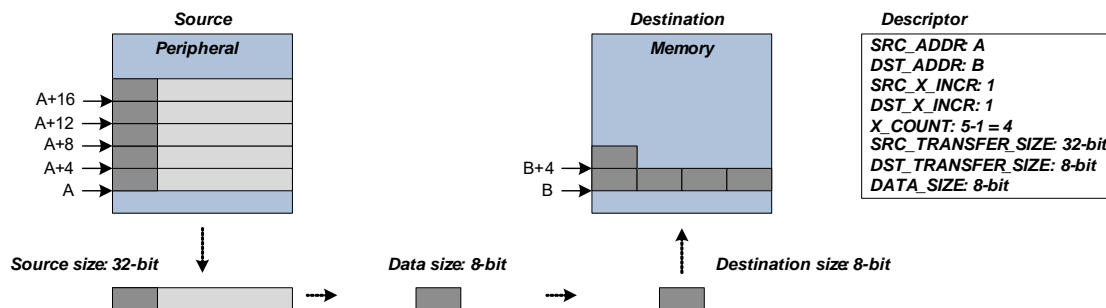 Source
Destination
Descriptor
Peripheral
Memory
SRC_ADDR: A
DST_ADDR: B
SRC_X_INCR: 1
DST_X_INCR: 1
X_COUNT: 5-1 = 4
SRC_TRANSFER_SIZE: 32-bit
DST_TRANSFER_SIZE: 8-bit
DATA_SIZE: 8-bit
A+16
A+12
A+8
A+4
A
B+4
B
Source size: 32-bit
Data size: 8-bit
Destination size: 8-bit